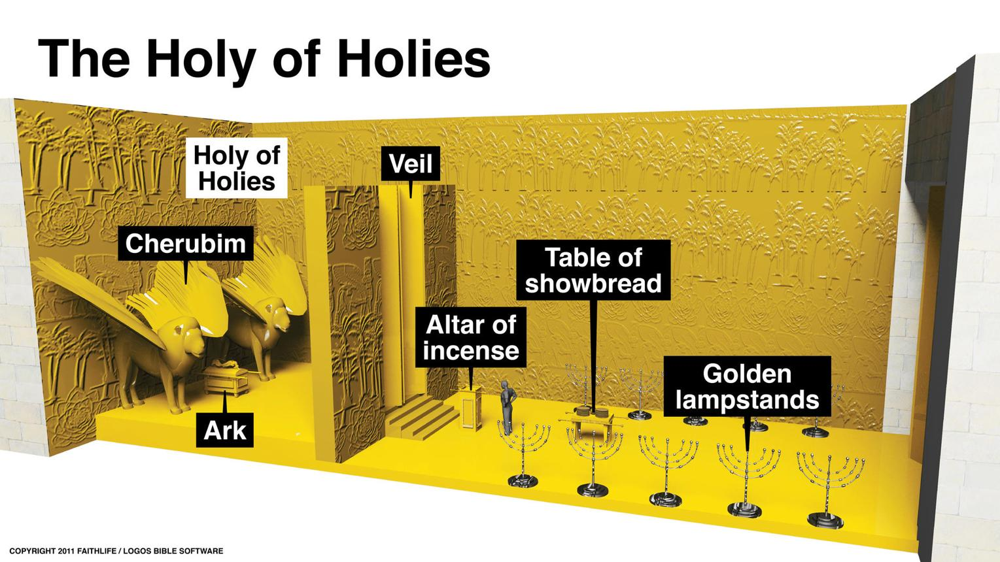 The Holy of Holies
Holy of
Holies
Veil
Cherubim
Table of
showbread
Altar of
incense
Golden
lampstands
Ark
COPYRIGHT 2011 FAITHLIFE / LOGOS BIBLE SOFTWARE